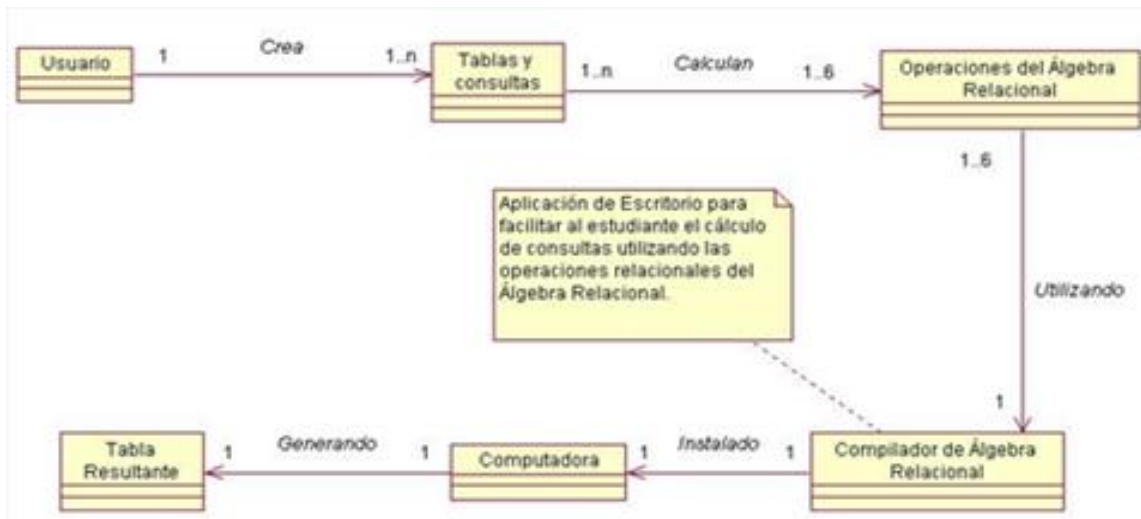 Usuario
1
Crea
1..n
Tablas y
consultas
1..n
Calculan
1..6
Operaciones del Álgebra
Relacional
1..6
Utilizando
1
Aplicación de Escritorio para
facilitar al estudiante el cálculo
de consultas utilizando las
operaciones relacionales del
Álgebra Relacional.
Compilador de Álgebra
Relacional
1
Instalado
1
Computadora
1
Generando
1
Tabla
Resultante